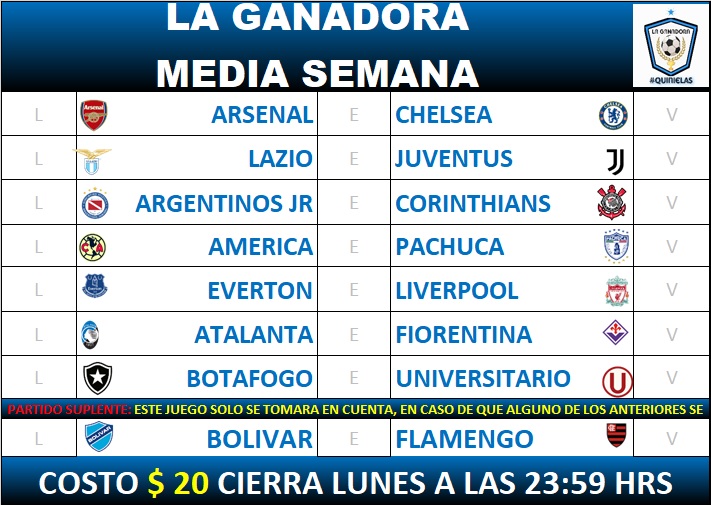 LA GANADORA
MEDIA SEMANA
LA GANADORA
#QUINIELAS
L ARSENAL E CHELSEA V
L LAZIO E JUVENTUS V
L ARGENTINOS JR E CORINTHIANS V
L AMERICA E PACHUCA V
L EVERTON E LIVERPOOL V
L ATALANTA E FIORENTINA V
L BOTAFOGO E UNIVERSITARIO V
PARTIDO SUPLENTE: ESTE JUEGO SOLO SE TOMARA EN CUENTA, EN CASO DE QUE ALGUNO DE LOS ANTERIORES SE
L BOLIVAR E FLAMENGO V
COSTO $ 20 CIERRA LUNES A LAS 23:59 HRS